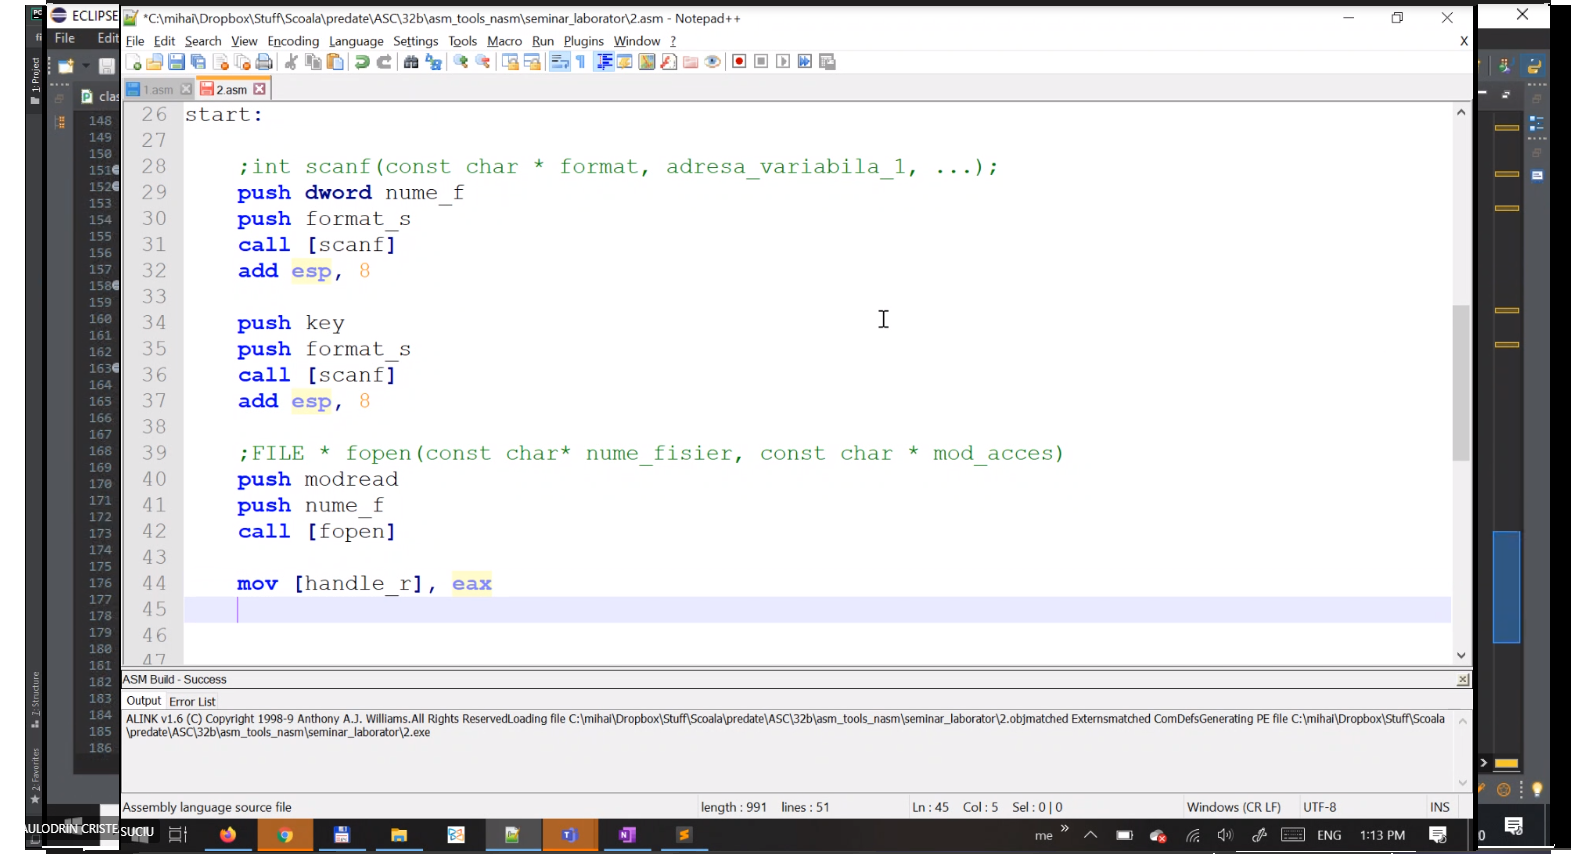 ECLIPSE
*C:\mihai\Dropbox\Stuff\Scoala\predate\ASC\32b\asm_tools_nasm\seminar_laborator\2.asm - Notepad++
File Edit
File Edit Search View Encoding Language Settings Tools Macro Run Plugins Window ? X
1.asm 2.asm
1: Project
clas
148
149
150
151
152
153
154
155
156
157
158
159
160
161
162
163
164
165
166
167
168
169
170
171
172
173
174
175
176
177
178
179
180
181
182
183
184
185
186
26 start:
27
28 ;int scanf(const char * format, adresa_variabila_1, ...);
29 push dword nume_f
30 push format_s
31 call [scanf]
32 add esp, 8
33
34 push key
35 push format_s
36 call [scanf]
37 add esp, 8
38
39 ;FILE * fopen(const char* nume_fisier, const char * mod_acces)
40 push modread
41 push nume_f
42 call [fopen]
43
44 mov [handle_r], eax
45
46
47
Z: Structure
2: Favorites
ASM Build - Success
Output Error List
ALINK v1.6 (C) Copyright 1998-9 Anthony A.J. Williams.All Rights ReservedLoading file C:\mihai\Dropbox\Stuff\Scoala\predate\ASC\32b\asm_tools_nasm\seminar_laborator\2.objmatched Externsmatched ComDefsGenerating PE file C:\mihai\Dropbox\Stuff\Scoala
\predate\ASC\32b\asm_tools_nasm\seminar_laborator\2.exe
Assembly language source file length : 991 lines : 51 Ln : 45 Col : 5 Sel : 0 | 0 Windows (CR LF) UTF-8 INS
AULODRIN CRISTE SUCIU
me » ENG 1:13 PM